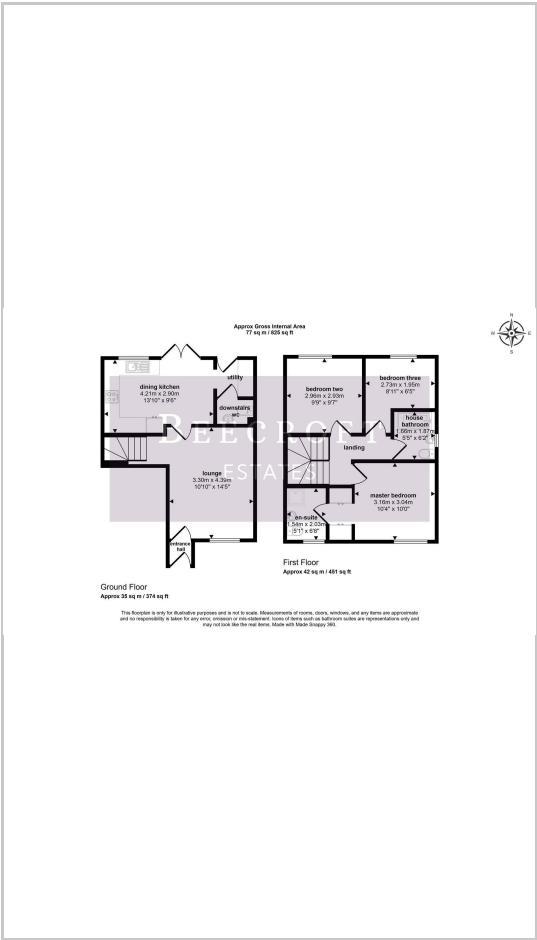 Approx Gross Internal Area
77 sq m / 825 sq ft
N
W E
S
utility
dining kitchen
4.21m x 2.90m
13'10" x 9'6"
downstairs
wc
lounge
3.30m x 4.39m
10'10" x 14'5"
entrance
hall
bedroom two
2.96m x 2.93m
9'9" x 9'7"
bedroom three
2.73m x 1.95m
8'11" x 6'5"
house
bathroom
1.66m x 1.87m
5'5" x 6'2"
landing
master bedroom
3.16m x 3.04m
10'4" x 10'0"
en-suite
1.54m x 2.03m
5'1" x 6'8"
BEECROFT
ESTATES
Ground Floor
Approx 35 sq m / 374 sq ft
First Floor
Approx 42 sq m / 451 sq ft
This floorplan is only for illustrative purposes and is not to scale. Measurements of rooms, doors, windows, and any items are approximate
and no responsibility is taken for any error, omission or mis-statement. Icons of items such as bathroom suites are representations only and
may not look like the real items. Made with Made Snappy 360.